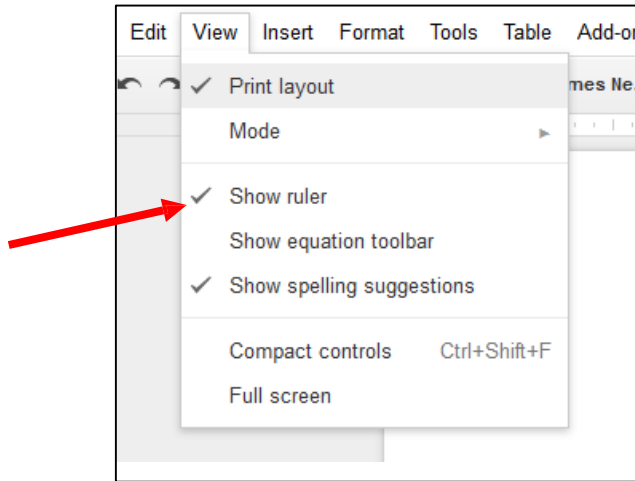 Edit View Insert Format Tools Table Add-o
Print layout
mes Ne
Mode
Show ruler
Show equation toolbar
Show spelling suggestions
Compact controls Ctrl+Shift+F
Full screen